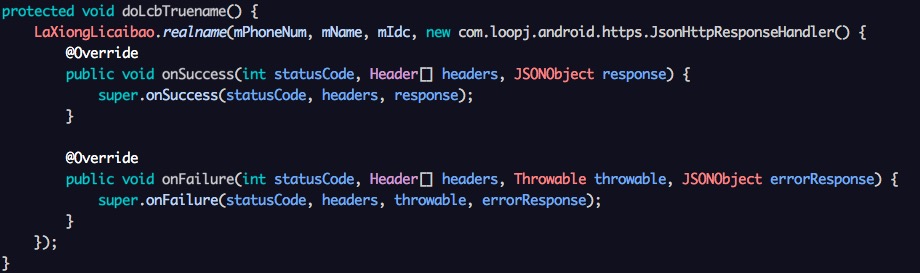 protected void doLcbTruename() {
    LaXiongLicaibao.realname(mPhoneNum, mName, mIdc, new com.loopj.android.https.JsonHttpResponseHandler() {
        @Override
        public void onSuccess(int statusCode, Header[] headers, JSONObject response) {
            super.onSuccess(statusCode, headers, response);
        }

        @Override
        public void onFailure(int statusCode, Header[] headers, Throwable throwable, JSONObject errorResponse) {
            super.onFailure(statusCode, headers, throwable, errorResponse);
        }
    });
}